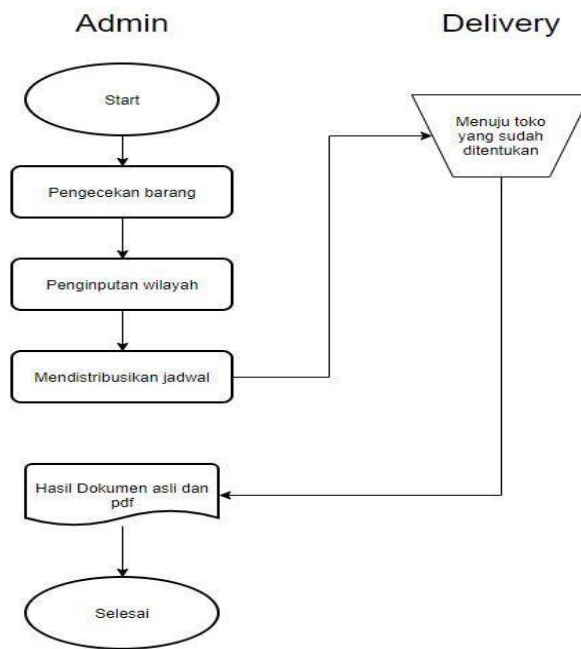 Admin
Delivery
Start
Menuju toko
yang sudah
ditentukan
Pengecekan barang
Penginputan wilayah
Mendistribusikan jadwal
Hasil Dokumen asli dan
pdf
Selesai